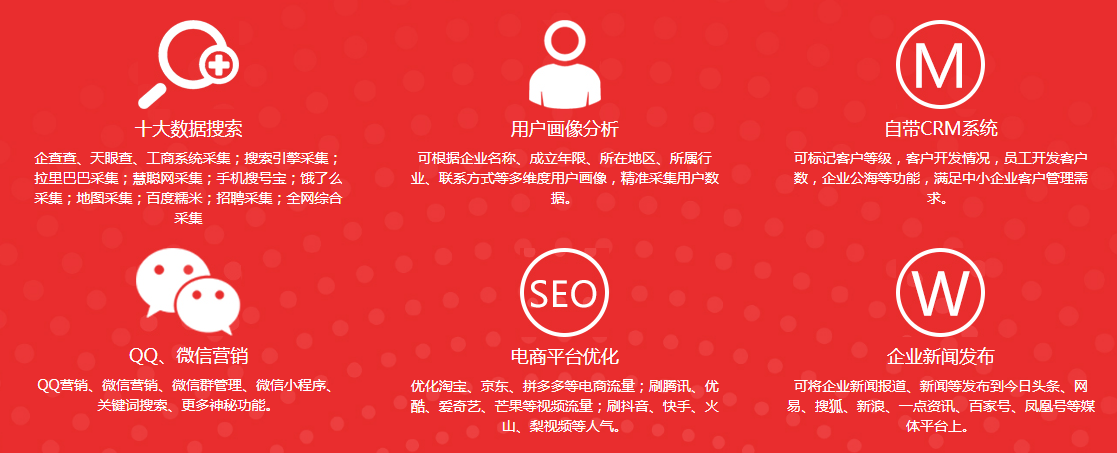 M
十大数据搜索
用户画像分析
自带CRM系统
企查查、天眼查、工商系统采集；搜索引擎采集；
拉里巴巴采集；慧聪网采集；手机搜号宝；饿了么
采集；地图采集；百度糯米；招聘采集；全网综合
采集
可根据企业名称、成立年限、所在地区、所属行
业、联系方式等多维度用户画像，精准采集用户数
据。
可标记客户等级，客户开发情况，员工开发客户
数，企业公海等功能，满足中小企业客户管理需
求。
SEO
W
QQ、微信营销
电商平台优化
企业新闻发布
QQ营销、微信营销、微信群管理、微信小程序、
关键词搜索、更多神秘功能。
优化淘宝、京东、拼多多等电商流量；刷腾讯、优
酷、爱奇艺、芒果等视频流量；刷抖音、快手、火
山、梨视频等人气。
可将企业新闻报道、新闻等发布到今日头条、网
易、搜狐、新浪、一点资讯、百家号、凤凰号等媒
体平台上。